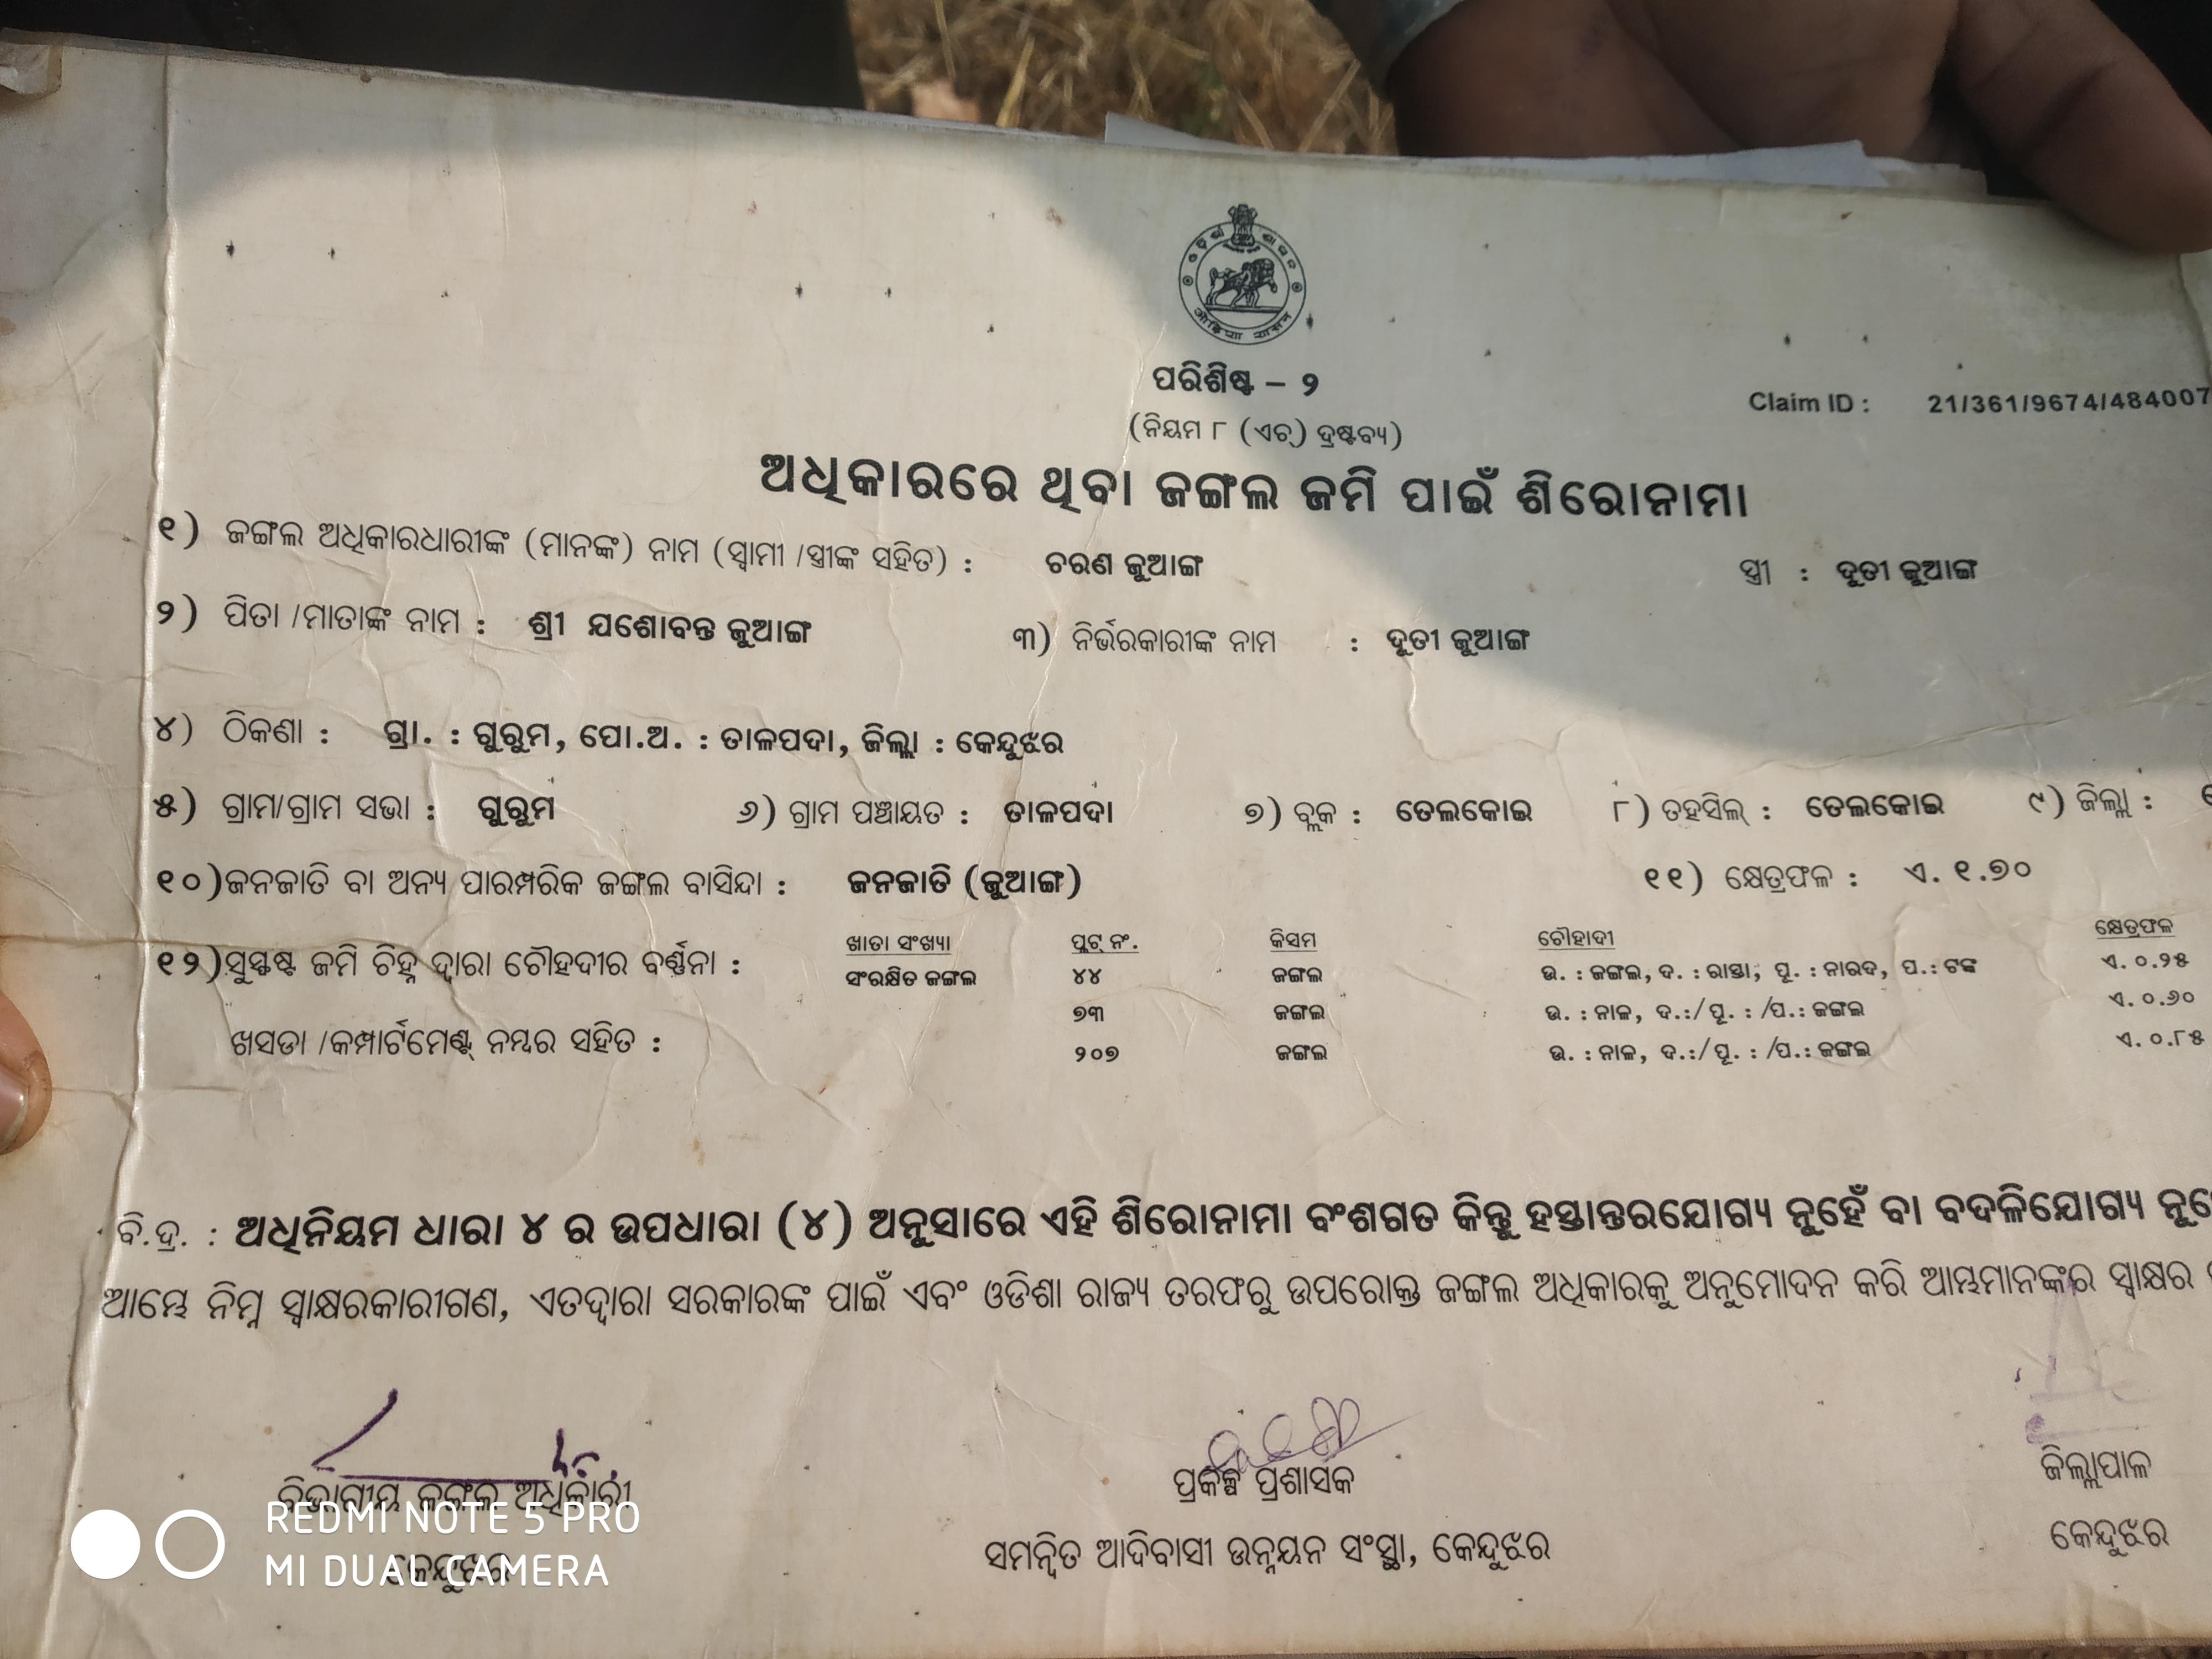 ଓଡ଼ିଶା ଶାସନ
ଓଡ଼ିଶା शासन
ପରିଶିଷ୍ଟ – ୨
Claim ID : 21/361/9674/484007
(ନିୟମ ୮ (ଏଚ୍) ଦ୍ରଷ୍ଟବ୍ୟ)
ଅଧିକାରରେ ଥିବା ଜଙ୍ଗଲ ଜମି ପାଇଁ ଶିରୋନାମା
୧) ଜଙ୍ଗଲ ଅଧିକାରଧାରୀଙ୍କ (ମାନଙ୍କ) ନାମ (ସ୍ୱାମୀ /ସ୍ତ୍ରୀଙ୍କ ସହିତ) : ଚରଣ ଜୁଆଙ୍ଗ ସ୍ତ୍ରୀ : ଦୂତୀ ଜୁଆଙ୍ଗ
୨) ପିତା /ମାତାଙ୍କ ନାମ : ଶ୍ରୀ ଯଶୋବନ୍ତ ଜୁଆଙ୍ଗ ୩) ନିର୍ଭରକାରୀଙ୍କ ନାମ : ଦୂତୀ ଜୁଆଙ୍ଗ
୪) ଠିକଣା : ଗ୍ରା. : ଗୁରୁମ, ପୋ.ଅ. : ତାଳପଦା, ଜିଲ୍ଲା : କେନ୍ଦୁଝର
୫) ଗ୍ରାମ/ଗ୍ରାମ ସଭା : ଗୁରୁମ ୬) ଗ୍ରାମ ପଞ୍ଚାୟତ : ତାଳପଦା ୭) ବ୍ଲକ : ତେଲକୋଇ ୮) ତହସିଲ୍ : ତେଲକୋଇ ୯) ଜିଲ୍ଲା :
୧୦)ଜନଜାତି ବା ଅନ୍ୟ ପାରମ୍ପରିକ ଜଙ୍ଗଲ ବାସିନ୍ଦା : ଜନଜାତି (ଜୁଆଙ୍ଗ) ୧୧) କ୍ଷେତ୍ରଫଳ : ଏ. ୧.୭୦
ଖାତା ସଂଖ୍ୟା ପ୍ଲଟ୍ ନଂ. କିସମ ଚୌହାଦୀ କ୍ଷେତ୍ରଫଳ
୧୨)ସୁସ୍ପଷ୍ଟ ଜମି ଚିହ୍ନ ଦ୍ୱାରା ଚୌହଦୀର ବର୍ଣ୍ଣନା : ସଂରକ୍ଷିତ ଜଙ୍ଗଲ ୪୪ ଜଙ୍ଗଲ ଉ. : ଜଙ୍ଗଲ, ଦ. : ରାସ୍ତା, ପୂ. : ନାରଦ, ପ.: ଟଙ୍କ ଏ. ୦.୨୫
୭୩ ଜଙ୍ଗଲ ଉ. : ନାଳ, ଦ.:/ ପୂ. : /ପ.: ଜଙ୍ଗଲ ଏ. ୦.୬୦
ଖସଡା /କମ୍ପାର୍ଟମେଣ୍ଟ୍ ନମ୍ବର ସହିତ : ୨୦୭ ଜଙ୍ଗଲ ଉ. : ନାଳ, ଦ.:/ ପୂ. : /ପ.: ଜଙ୍ଗଲ ଏ. ୦.୮୫
ବି.ଦ୍ର. : ଅଧିନିୟମ ଧାରା ୪ ର ଉପଧାରା (୪) ଅନୁସାରେ ଏହି ଶିରୋନାମା ବଂଶଗତ କିନ୍ତୁ ହସ୍ତାନ୍ତରଯୋଗ୍ୟ ନୁହେଁ ବା ବଦଳିଯୋଗ୍ୟ
ଆମ୍ଭେ ନିମ୍ନ ସ୍ୱାକ୍ଷରକାରୀଗଣ, ଏତଦ୍ୱାରା ସରକାରଙ୍କ ପାଇଁ ଏବଂ ଓଡିଶା ରାଜ୍ୟ ତରଫରୁ ଉପରୋକ୍ତ ଜଙ୍ଗଲ ଅଧିକାରକୁ ଅନୁମୋଦନ କରି ଆମ୍ଭମାନଙ୍କର ସ୍ୱାକ୍ଷର
ବିଭାଗୀୟ ଜଙ୍ଗଲ ଅଧିକାରୀ ପ୍ରକଳ୍ପ ପ୍ରଶାସକ ଜିଲ୍ଲାପାଳ
କେନ୍ଦୁଝର ସମନ୍ୱିତ ଆଦିବାସୀ ଉନ୍ନୟନ ସଂସ୍ଥା, କେନ୍ଦୁଝର କେନ୍ଦୁଝର
REDMI NOTE 5 PRO
MI DUAL CAMERA